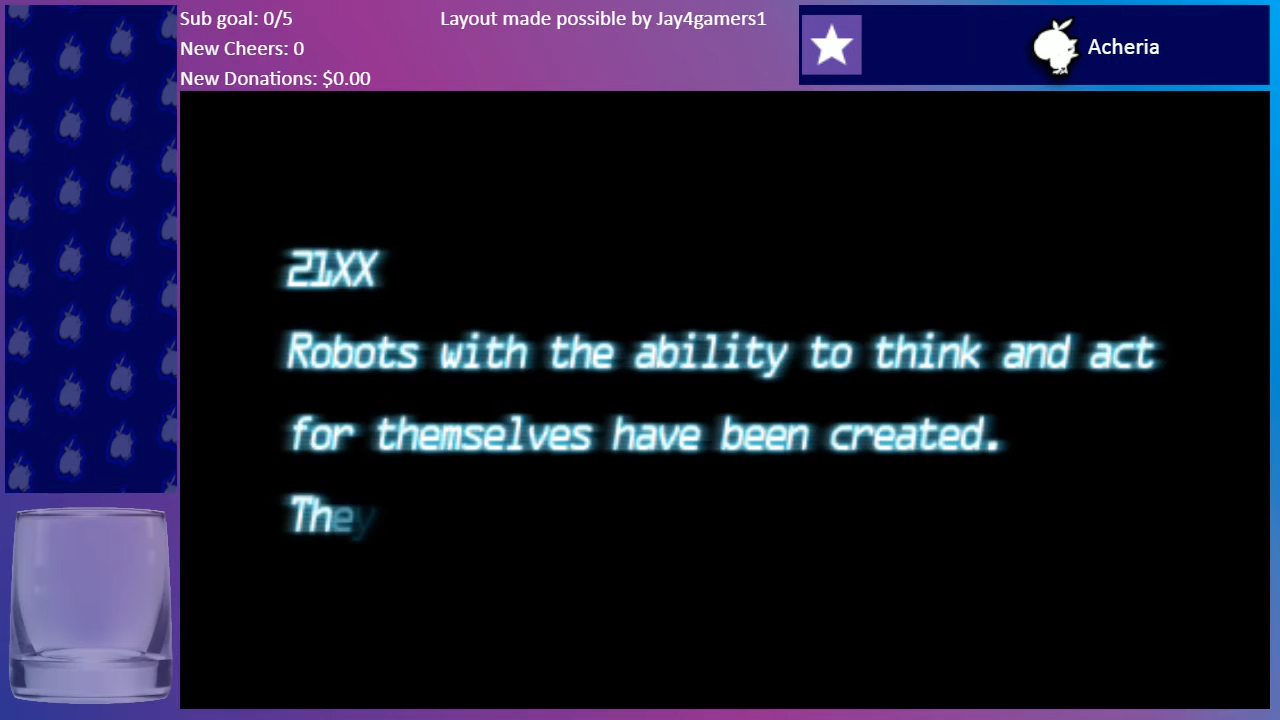 Sub goal: 0/5
Layout made possible by Jay4gamers1
New Cheers: 0
New Donations: $0.00
Acheria
21XX
Robots with the ability to think and act
for themselves have been created.
They